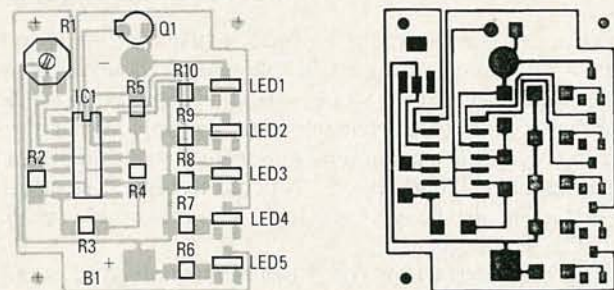 R1
Q1
−
R10
LED1
IC1
R5
R9
LED2
R2
R8
LED3
R4
R7
LED4
R3
+
R6
LED5
B1